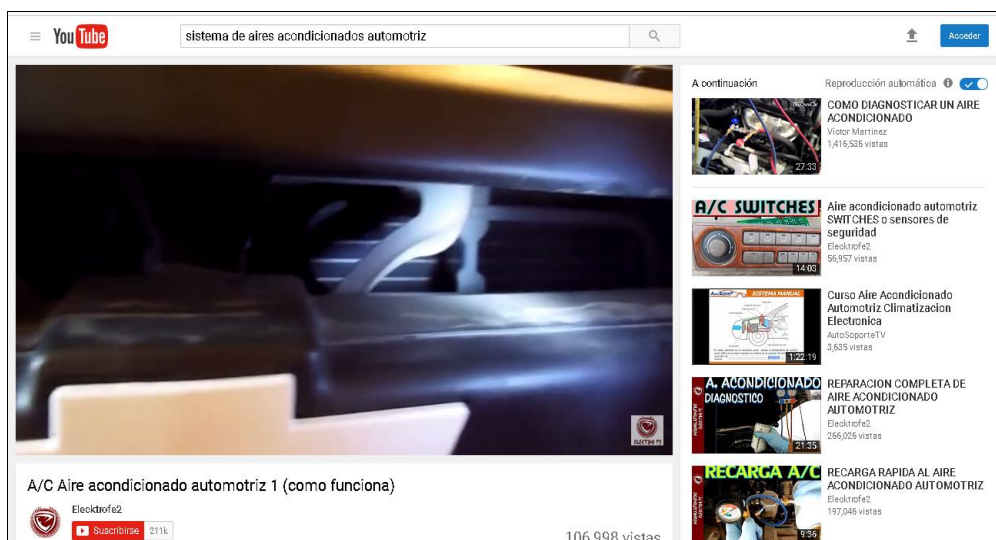 YouTube
sistema de aires acondicionados automotriz
Acceder
A continuación
Reproducción automática
27:33
COMO DIAGNOSTICAR UN AIRE
ACONDICIONADO
Victor Martinez
1,416,536 vistas
A/C SWITCHES
14:03
Aire acondicionado automotriz
SWITCHES o sensores de
seguridad
Elecktrofe2
56,957 vistas
SISTEMA MANUAL
1:22:19
Curso Aire Acondicionado
Automotriz Climatizacion
Electronica
AutoSoporteTV
3,635 vistas
A. ACONDICIONADO
DIAGNOSTICO
21:35
REPARACION COMPLETA DE
AIRE ACONDICIONADO
AUTOMOTRIZ
Elecktrofe2
266,026 vistas
RECARGA A/C
9:36
RECARGA RAPIDA AL AIRE
ACONDICIONADO AUTOMOTRIZ
Elecktrofe2
197,046 vistas
A/C Aire acondicionado automotriz 1 (como funciona)
Elecktrofe2
Suscribirse 211k
106,998 vistas